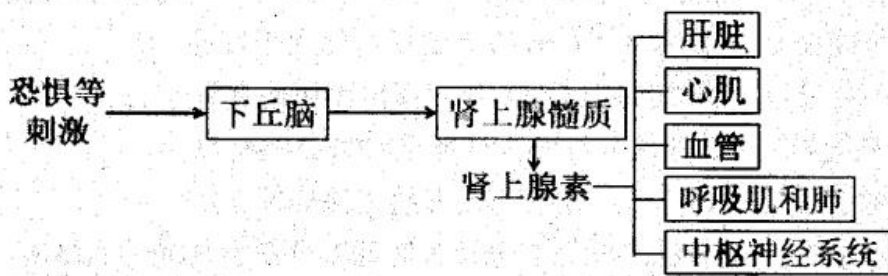 恐惧等
刺激
下丘脑
肾上腺髓质
肾上腺素
肝脏
心肌
血管
呼吸肌和肺
中枢神经系统